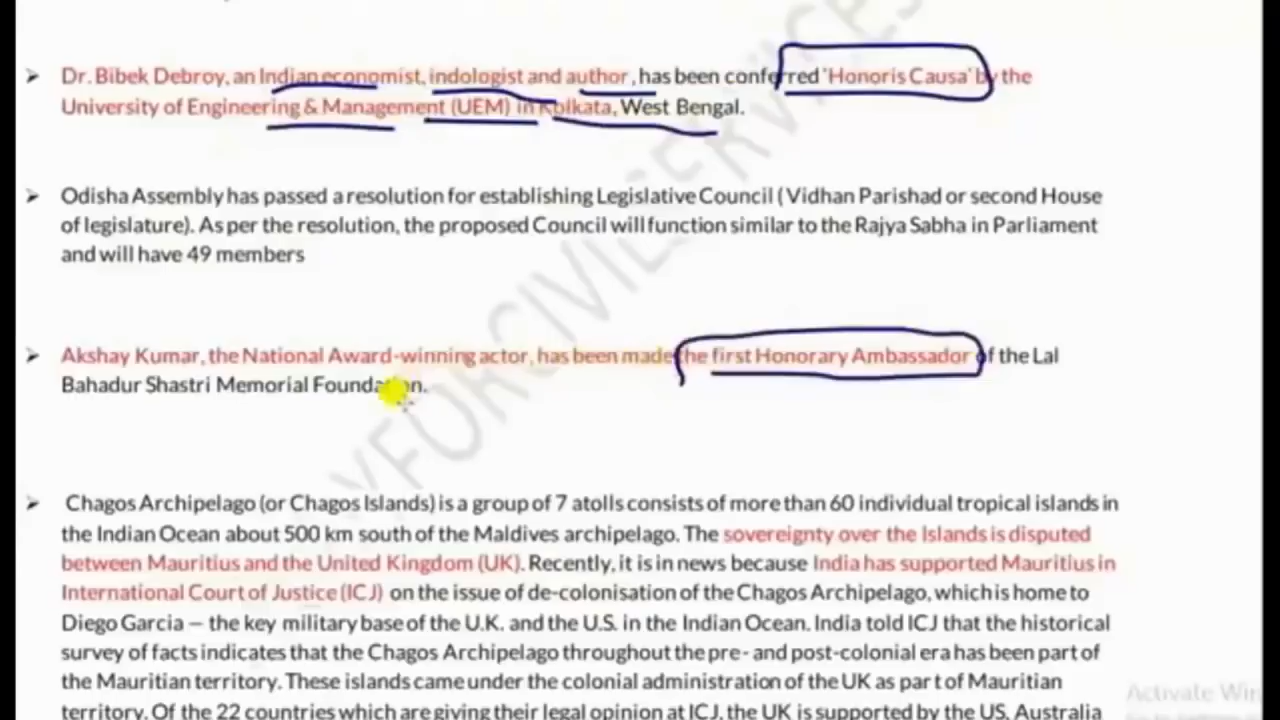 ➢ Dr. Bibek Debroy, an Indian economist, indologist and author, has been conferred 'Honoris Causa' by the
University of Engineering & Management (UEM) in Kolkata, West Bengal.
➢ Odisha Assembly has passed a resolution for establishing Legislative Council (Vidhan Parishad or second House
of legislature). As per the resolution, the proposed Council will function similar to the Rajya Sabha in Parliament
and will have 49 members
➢ Akshay Kumar, the National Award-winning actor, has been made the first Honorary Ambassador of the Lal
Bahadur Shastri Memorial Foundation.
➢ Chagos Archipelago (or Chagos Islands) is a group of 7 atolls consists of more than 60 individual tropical islands in
the Indian Ocean about 500 km south of the Maldives archipelago. The sovereignty over the Islands is disputed
between Mauritius and the United Kingdom (UK). Recently, it is in news because India has supported Mauritius in
International Court of Justice (ICJ) on the issue of de-colonisation of the Chagos Archipelago, which is home to
Diego Garcia – the key military base of the U.K. and the U.S. in the Indian Ocean. India told ICJ that the historical
survey of facts indicates that the Chagos Archipelago throughout the pre- and post-colonial era has been part of
the Mauritian territory. These islands came under the colonial administration of the UK as part of Mauritian
territory. Of the 22 countries which are giving their legal opinion at ICJ, the UK is supported by the US, Australia
YFORCIVILSERVICES
Activate Win